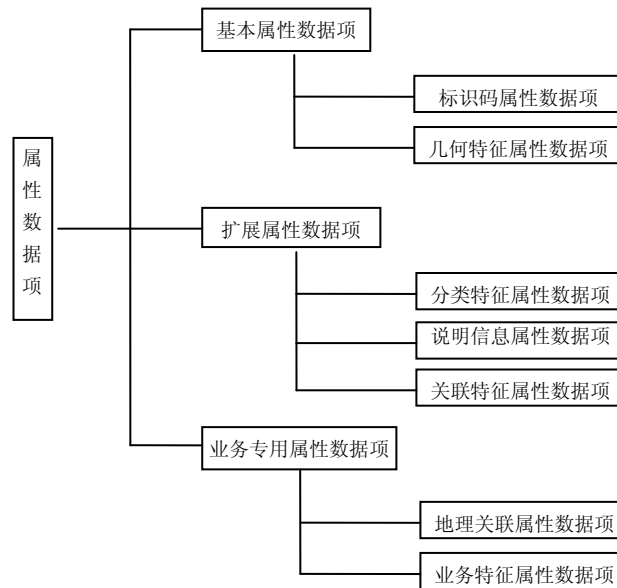 属性数据项
基本属性数据项
标识码属性数据项
几何特征属性数据项
扩展属性数据项
分类特征属性数据项
说明信息属性数据项
关联特征属性数据项
业务专用属性数据项
地理关联属性数据项
业务特征属性数据项